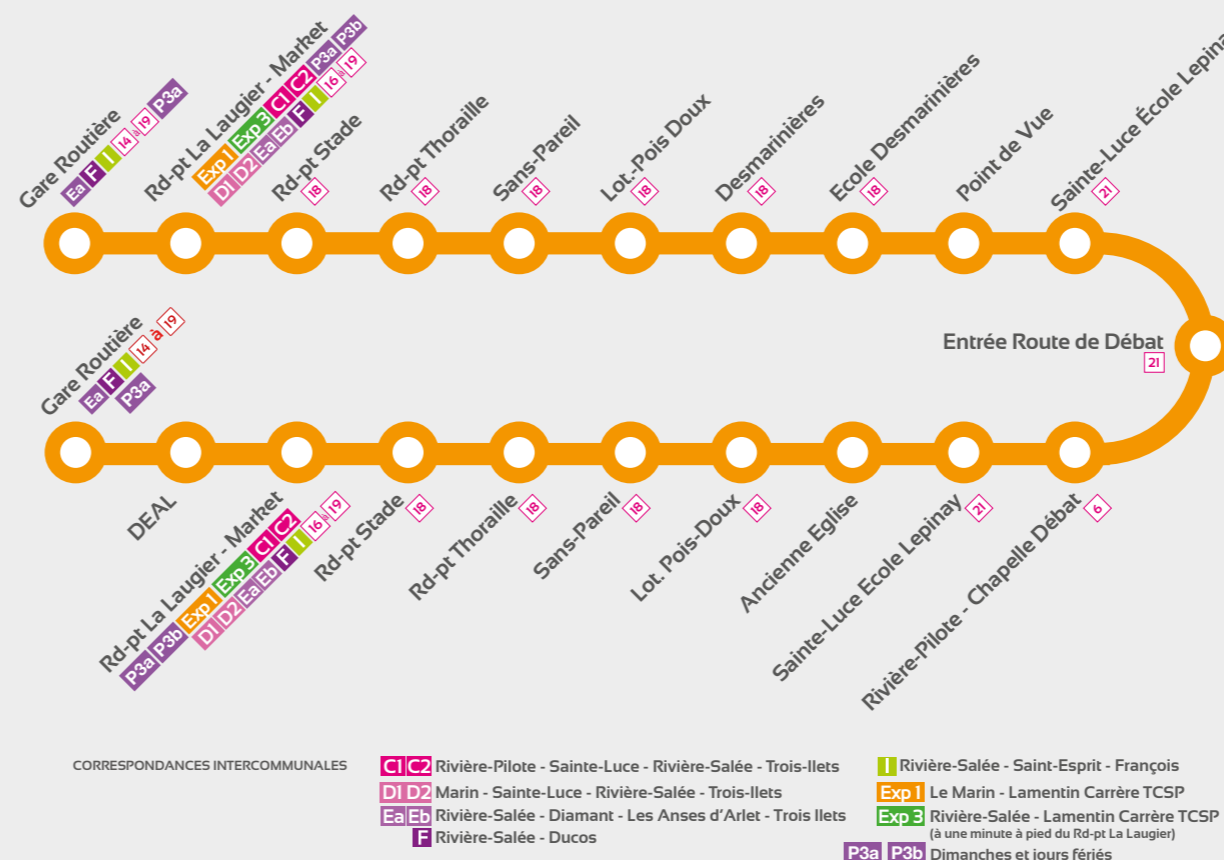 Gare Routière
Ea F I 14 à 19 P3a
Rd-pt La Laugier - Market
Exp 1 Exp 3 C1 C2 P3a P3b
D1 D2 Ea Eb F I 16 à 19
Rd-pt Stade
18
Rd-pt Thoraille
18
Sans-Pareil
18
Lot.-Pois Doux
18
Desmarinières
18
Ecole Desmarinières
18
Point de Vue
Sainte-Luce École
21
Entrée Route de Débat
21
Gare Routière
Ea F I 14 à 19
P3a
DEAL
Rd-pt La Laugier - Market
P3a P3b Exp 1 Exp 3 C1 C2
D1 D2 Ea Eb F I 16 à 19
Rd-pt Stade
18
Rd-pt Thoraille
18
Sans-Pareil
18
Lot. Pois-Doux
18
Ancienne Eglise
Sainte-Luce Ecole Lepinay
21
Rivière-Pilote - Chapelle Débat
6
CORRESPONDANCES INTERCOMMUNALES
C1 C2 Rivière-Pilote - Sainte-Luce - Rivière-Salée - Trois-Ilets
D1 D2 Marin - Sainte-Luce - Rivière-Salée - Trois-Ilets
Ea Eb Rivière-Salée - Diamant - Les Anses d'Arlet - Trois Ilets
F Rivière-Salée - Ducos
I Rivière-Salée - Saint-Esprit - François
Exp 1 Le Marin - Lamentin Carrère TCSP
Exp 3 Rivière-Salée - Lamentin Carrère TCSP
(à une minute à pied du Rd-pt La Laugier)
P3a P3b Dimanches et jours fériés